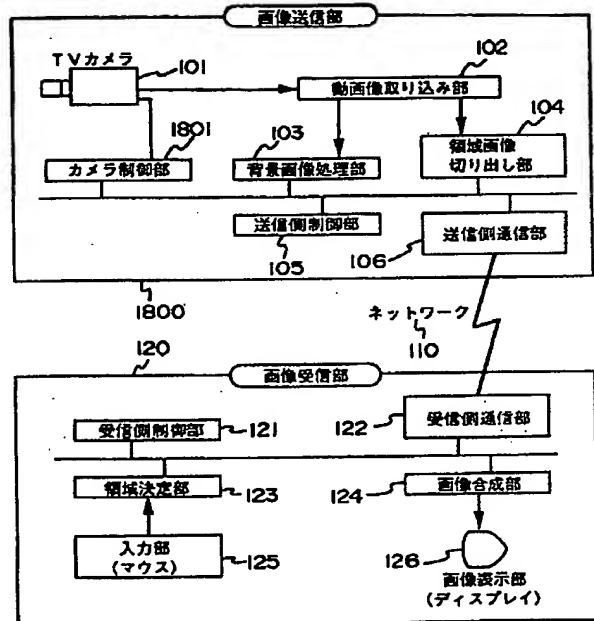 画像送信部
TVカメラ
101
102
動画像取り込み部
1801
103
104
カメラ制御部
背景画像処理部
領域画像
切り出し部
送信側制御部
105
106
送信側通信部
1800
ネットワーク
110
120
画像受信部
受信側制御部
121
122
受信側通信部
領域決定部
123
124
画像合成部
入力部
(マウス)
125
126
画像表示部
(ディスプレイ)